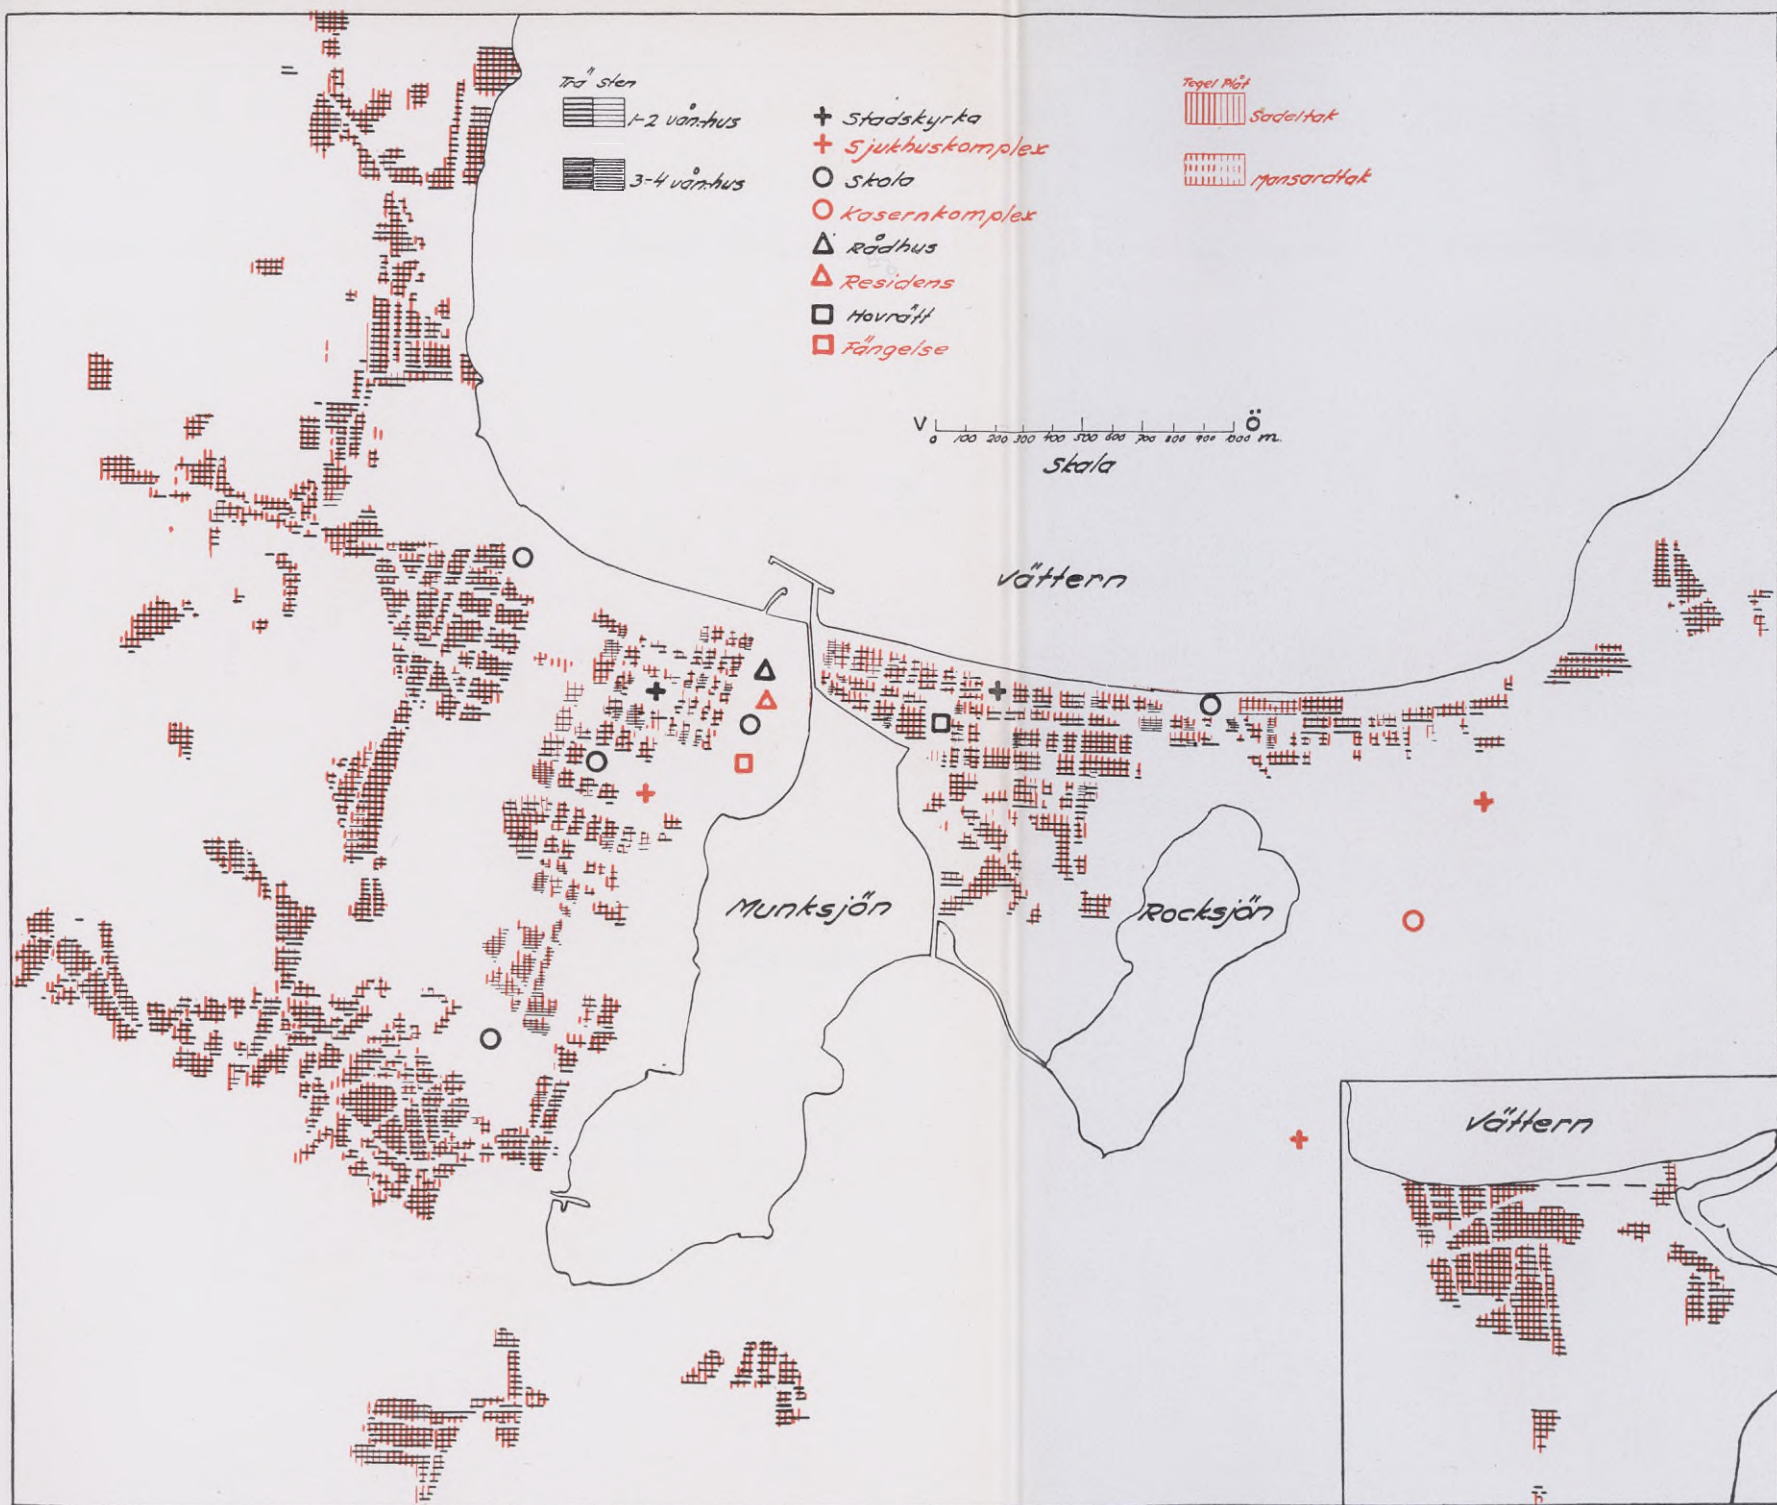 Trä Sten
1-2 vån.hus
3-4 vån.hus
Stadskyrka
Sjukhuskomplex
Skola
Kasernkomplex
Rådhus
Residens
Hovrätt
Fängelse
Tegel Plåt
Sadeltak
Mansardtak
V Ö
0 100 200 300 400 500 600 700 800 900 1000 m.
Skala
Vättern
Munksjön
Rocksjön
Vättern